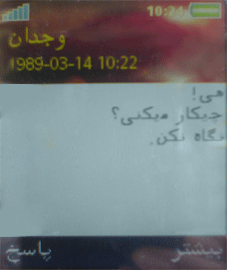 10:24
وجدان
1989-03-14 10:22
هی!
چیکار میکنی؟
نگاه نکن.
پاسخ بیشتر